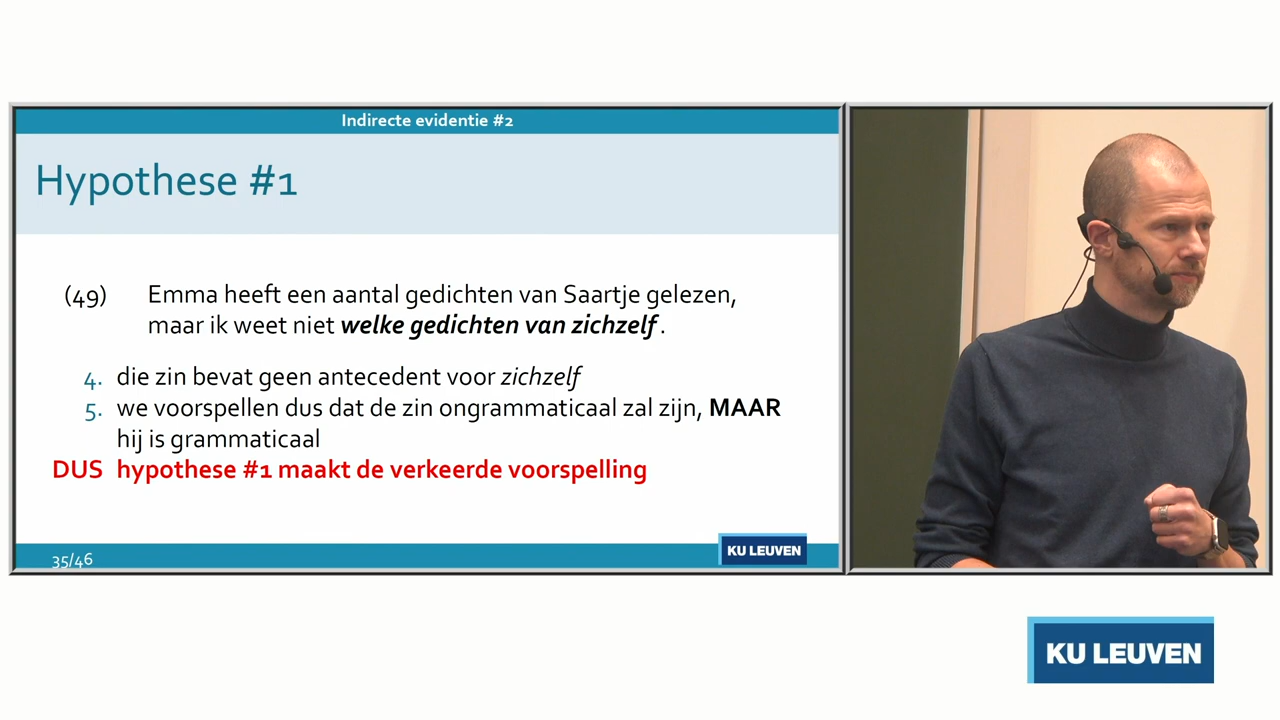 Indirecte evidentie #2
Hypothese #1
(49) Emma heeft een aantal gedichten van Saartje gelezen,
maar ik weet niet welke gedichten van zichzelf.
4. die zin bevat geen antecedent voor zichzelf
5. we voorspellen dus dat de zin ongrammaticaal zal zijn, MAAR
hij is grammaticaal
DUS hypothese #1 maakt de verkeerde voorspelling
35/46
KU LEUVEN
KU LEUVEN